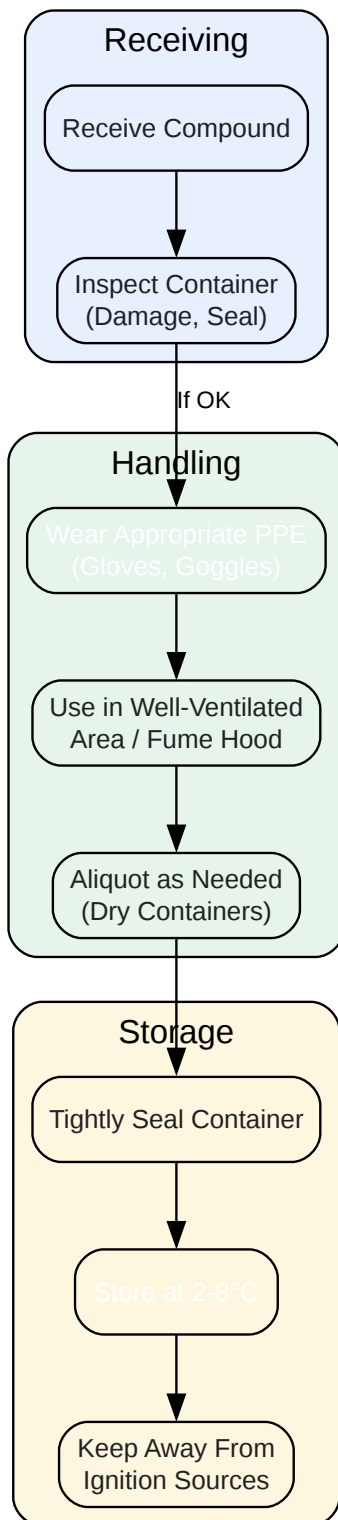 Receiving
Receive Compound
Inspect Container
(Damage, Seal)
If OK
Handling
Wear Appropriate PPE
(Gloves, Goggles)
Use in Well-Ventilated
Area / Fume Hood
Aliquot as Needed
(Dry Containers)
Storage
Tightly Seal Container
Store at 2-8°C
Keep Away From
Ignition Sources